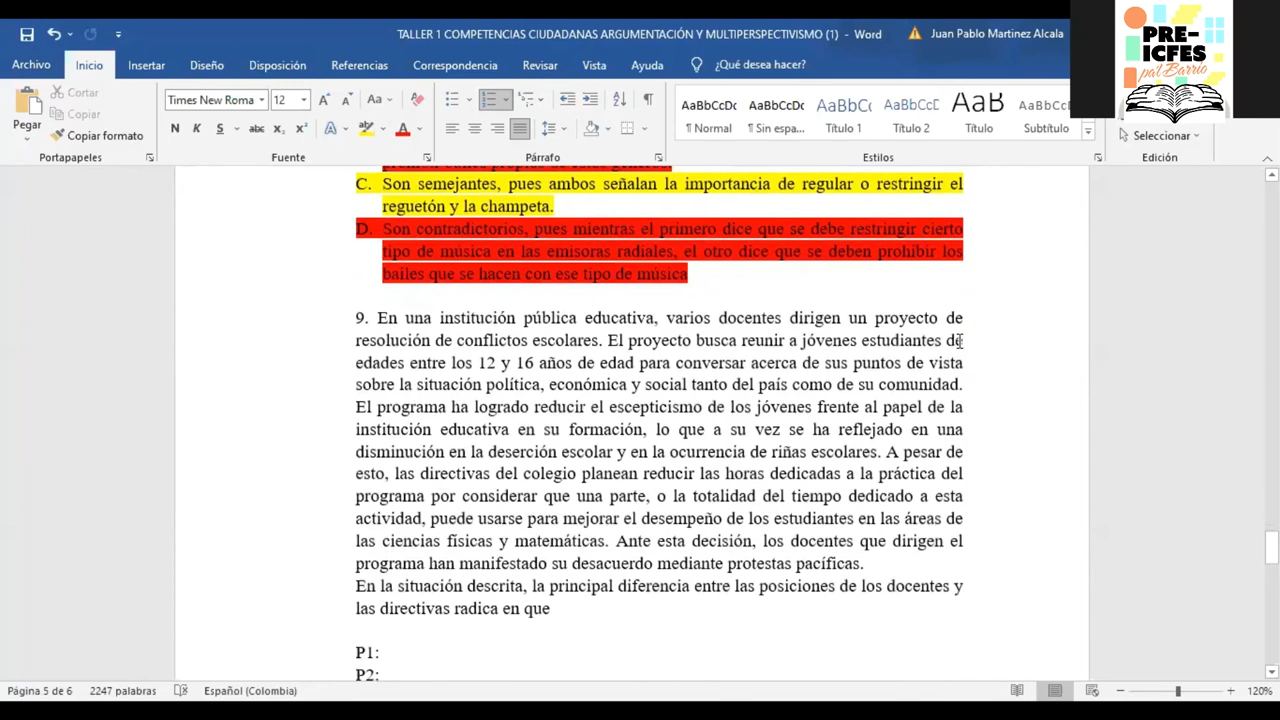 TALLER 1 COMPETENCIAS CIUDADANAS ARGUMENTACIÓN Y MULTIPERSPECTIVISMO (1) - Word
Juan Pablo Martinez Alcala
PRE-
ICFES
pal Barrio
Archivo Inicio Insertar Diseño Disposición Referencias Correspondencia Revisar Vista Ayuda ¿Qué desea hacer?
Pegar
Cortar
Copiar
Copiar formato
Times New Roma 12
N K S abc x₂ x²
AaBbCcDc AaBbCcDc AaBbCcD AaBbCcD AaB AaBbCcD
¶ Normal ¶ Sin espa... Título 1 Título 2 Título Subtítulo
Seleccionar
Portapapeles Fuente Párrafo Estilos Edición
C. Son semejantes, pues ambos señalan la importancia de regular o restringir el
reguetón y la champeta.
D. Son contradictorios, pues mientras el primero dice que se debe restringir cierto
tipo de música en las emisoras radiales, el otro dice que se deben prohibir los
bailes que se hacen con ese tipo de música
9. En una institución pública educativa, varios docentes dirigen un proyecto de
resolución de conflictos escolares. El proyecto busca reunir a jóvenes estudiantes de
edades entre los 12 y 16 años de edad para conversar acerca de sus puntos de vista
sobre la situación política, económica y social tanto del país como de su comunidad.
El programa ha logrado reducir el escepticismo de los jóvenes frente al papel de la
institución educativa en su formación, lo que a su vez se ha reflejado en una
disminución en la deserción escolar y en la ocurrencia de riñas escolares. A pesar de
esto, las directivas del colegio planean reducir las horas dedicadas a la práctica del
programa por considerar que una parte, o la totalidad del tiempo dedicado a esta
actividad, puede usarse para mejorar el desempeño de los estudiantes en las áreas de
las ciencias físicas y matemáticas. Ante esta decisión, los docentes que dirigen el
programa han manifestado su desacuerdo mediante protestas pacíficas.
En la situación descrita, la principal diferencia entre las posiciones de los docentes y
las directivas radica en que
P1:
P2:
Página 5 de 6 2247 palabras Español (Colombia) 120%